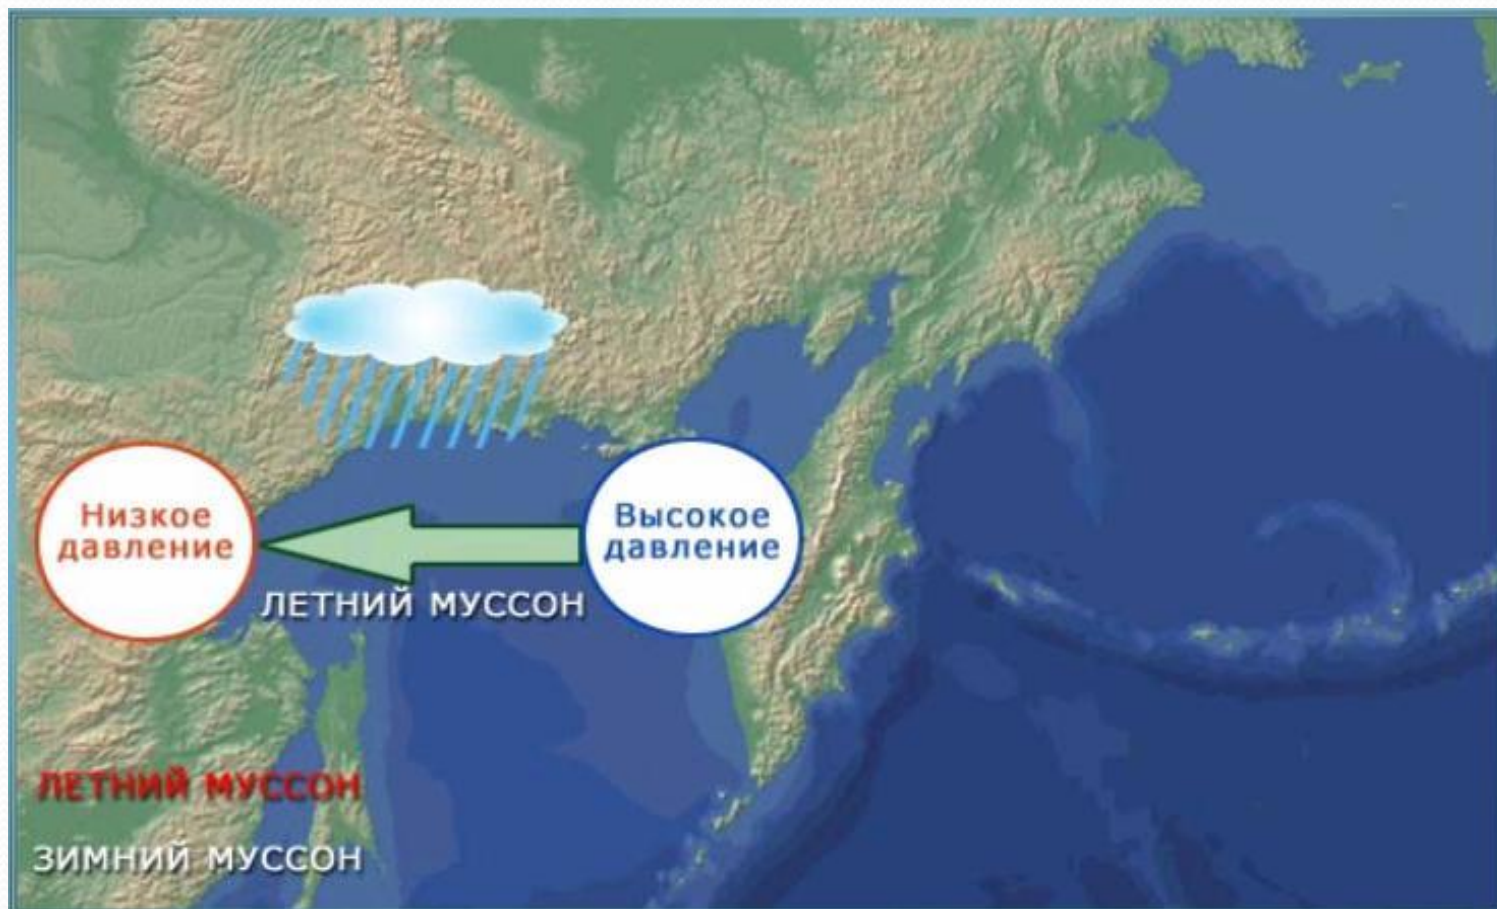 Низкое
давление
Высокое
давление
ЛЕТНИЙ МУССОН
ЛЕТНИЙ МУССОН
ЗИМНИЙ МУССОН